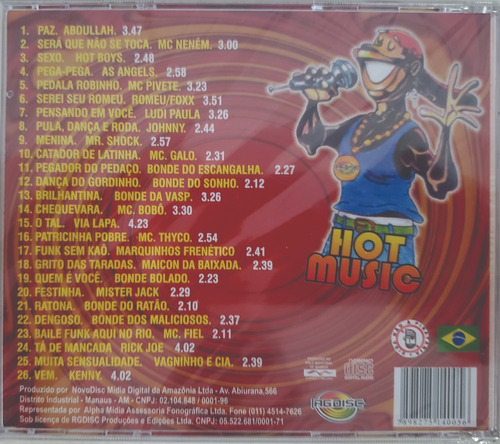 1. PAZ. ABOULLAH. 3.47
2. SERÁ QUE NÃO SE TOCA. MC NENÉM. 3.00
3. SEXO. HOT BOYS. 2.48
4. PEGA-PEGA. AS ANGELS. 2.58
5. PEDALA ROBINHO. MC PIVETE. 3.23
6. SEREI SEU ROMEU. ROMEU/FOXX 3.51
7. PENSANDO EM VOCÊ. LUDI PAULA 3.26
8. PULA, DANÇA E RODA. JOHNNY. 2.44
9. MENINA. MR. SHOCK. 2.57
10. CATADOR DE LATINHA. MC. GALO. 2.31
11. PEGADOR DO PEDAÇO. BONDE DO ESCANGALHA. 2.27
12. DANÇA DO GORDINHO. BONDE DO SONHO. 2.12
13. BRILHANTINA. BONDE DA VASP. 3.26
14. CHEQUEVARA. MC. BOBÔ. 3.30
15. O TAL. VIA LAPA. 4.23
16. PATRICINHA POBRE. MC. THYCO. 2.54
17. FUNK SEM KAÔ. MARQUINHOS FRENÉTICO 2.41
18. GRITO DAS TARADAS. MAICON DA BAIXADA. 2.39
19. QUEM É VOCÊ. BONDE BOLADO. 2.23
20. FESTINHA. MISTER JACK 2.29
21. RATONA. BONDE DO RATÃO. 2.10
22. DENGOSO, BONDE DOS MALICIOSOS. 2.37
23. BAILE FUNK AQUI NO RIO, MC. FIEL 2.11
24. TÁ DE MANCADA RICK JOE 4.02
25. MUITA SENSUALIDADE. VAGNINHO E CIA. 2.39
26. VEM. KENNY. 4.02
HOT
MUSIC
Produzido por NovoDisc Mídia Digital da Amazônia Ltda - Av. Abiurana,566
Distrito Industrial - Manaus - AM - CNPJ: 02.104.848 / 0001-96
Representada por Alpha Mídia Assessoria Fonográfica Ltda. Fone (011) 4514-7626
Sob licença de RGDISC Produções e Edições Ltda. CNPJ: 05.522.681/0001-71
RGDISC
COMPACT
disc
DIGITAL AUDIO
7898275140056